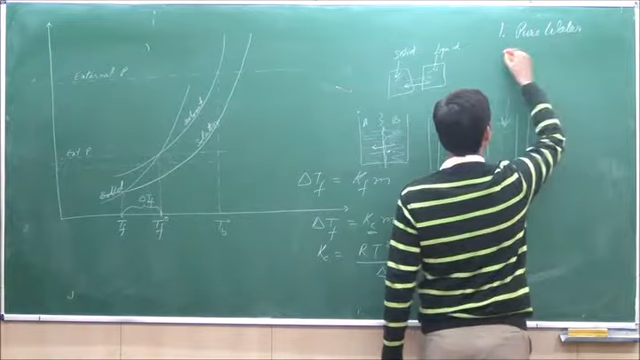 1. Pure Water
solid liquid
External P
A B
Ext. P
solvent
solution
solid
ΔTf
ΔTf = Kf m
ΔTf = Kf m
Kf = RT
Δ
Tf' Tf° Tb